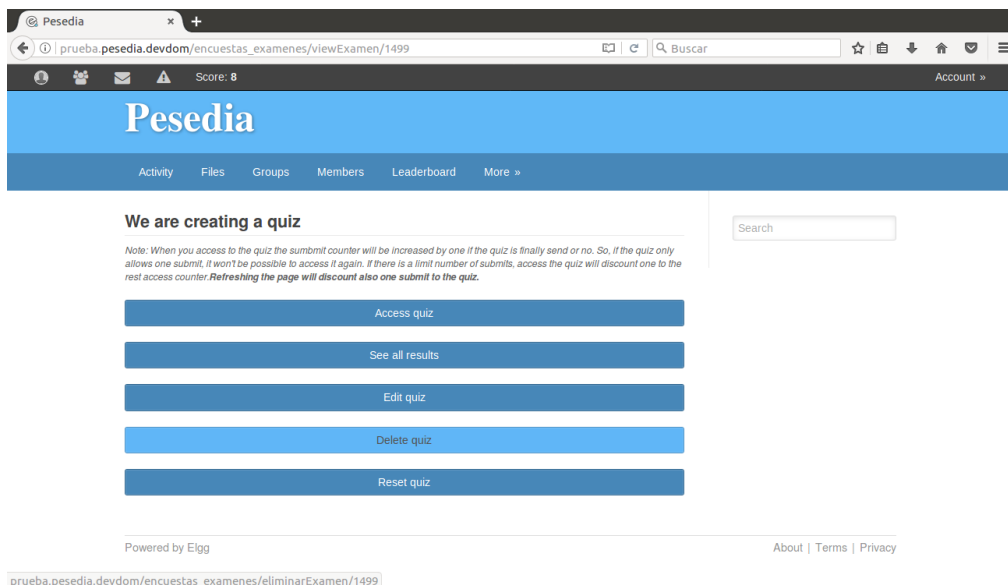 Pesedia
prueba.pesedia.devdom/encuestas_examenes/viewExamen/1499
Buscar
Score: 8
Account »
Pesedia
Activity Files Groups Members Leaderboard More »
We are creating a quiz
Search
Note: When you access to the quiz the sumbmit counter will be increased by one if the quiz is finally send or no. So, if the quiz only
allows one submit, it won't be possible to access it again. If there is a limit number of submits, access the quiz will discount one to the
rest access counter.Refreshing the page will discount also one submit to the quiz.
Access quiz
See all results
Edit quiz
Delete quiz
Reset quiz
Powered by Elgg
About | Terms | Privacy
prueba.pesedia.devdom/encuestas_examenes/eliminarExamen/1499